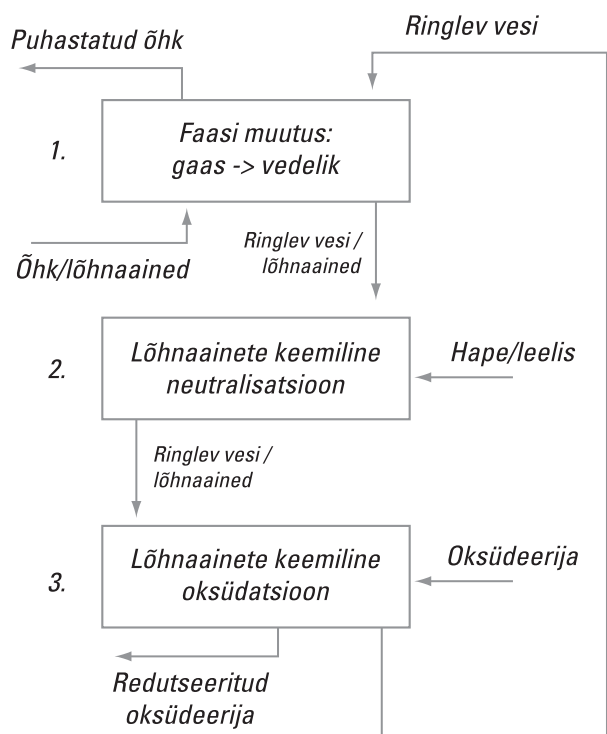 Puhastatud õhk
Ringlev vesi
1.
Faasi muutus:
gaas -> vedelik
Õhk/lõhnaained
Ringlev vesi /
lõhnaained
2.
Lõhnaainete keemiline
neutralisatsioon
Hape/leelis
Ringlev vesi /
lõhnaained
3.
Lõhnaainete keemiline
oksüdatsioon
Oksüdeerija
Redutseeritud
oksüdeerija